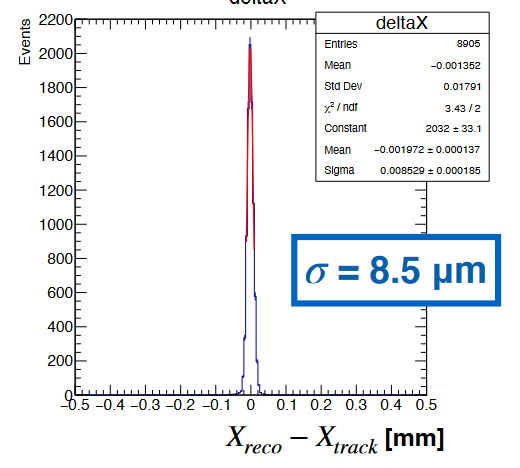 deltaX
Events
2200
2000
1800
1600
1400
1200
1000
800
600
400
200
0
−0.5 −0.4 −0.3 −0.2 −0.1 0 0.1 0.2 0.3 0.4 0.5
X_reco − X_track [mm]
deltaX
Entries 8905
Mean −0.001352
Std Dev 0.01791
χ² / ndf 3.43 / 2
Constant 2032 ± 33.1
Mean −0.001972 ± 0.000137
Sigma 0.008529 ± 0.000185
σ = 8.5 μm